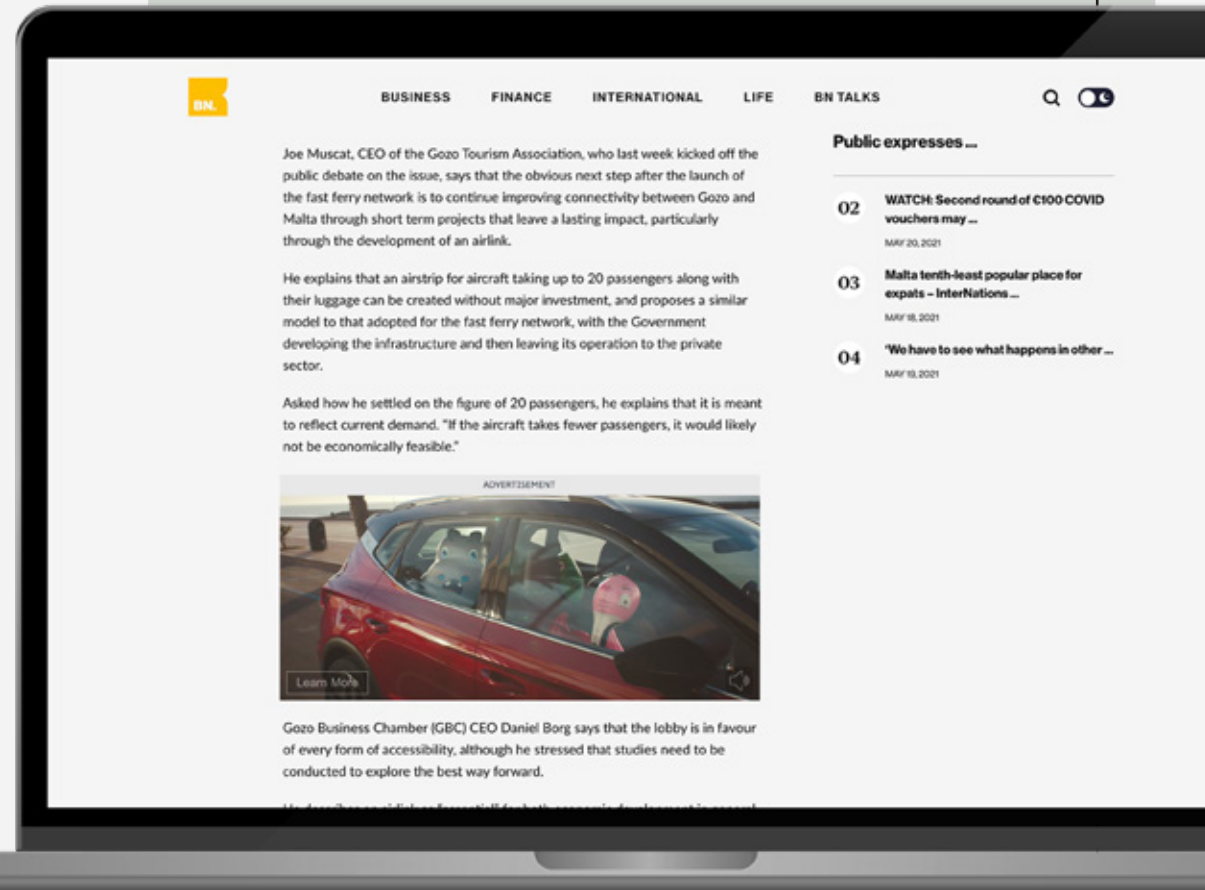 BN.
BUSINESS FINANCE INTERNATIONAL LIFE BN TALKS
Joe Muscat, CEO of the Gozo Tourism Association, who last week kicked off the
public debate on the issue, says that the obvious next step after the launch of
the fast ferry network is to continue improving connectivity between Gozo and
Malta through short term projects that leave a lasting impact, particularly
through the development of an airlink.
He explains that an airstrip for aircraft taking up to 20 passengers along with
their luggage can be created without major investment, and proposes a similar
model to that adopted for the fast ferry network, with the Government
developing the infrastructure and then leaving its operation to the private
sector.
Asked how he settled on the figure of 20 passengers, he explains that it is meant
to reflect current demand. “If the aircraft takes fewer passengers, it would likely
not be economically feasible.”
ADVERTISEMENT
Learn More
Gozo Business Chamber (GBC) CEO Daniel Borg says that the lobby is in favour
of every form of accessibility, although he stressed that studies need to be
conducted to explore the best way forward.
Public expresses ...
02
WATCH: Second round of €100 COVID
vouchers may ...
MAY 20, 2021
03
Malta tenth-least popular place for
expats – InterNations ...
MAY 18, 2021
04
‘We have to see what happens in other ...
MAY 19, 2021